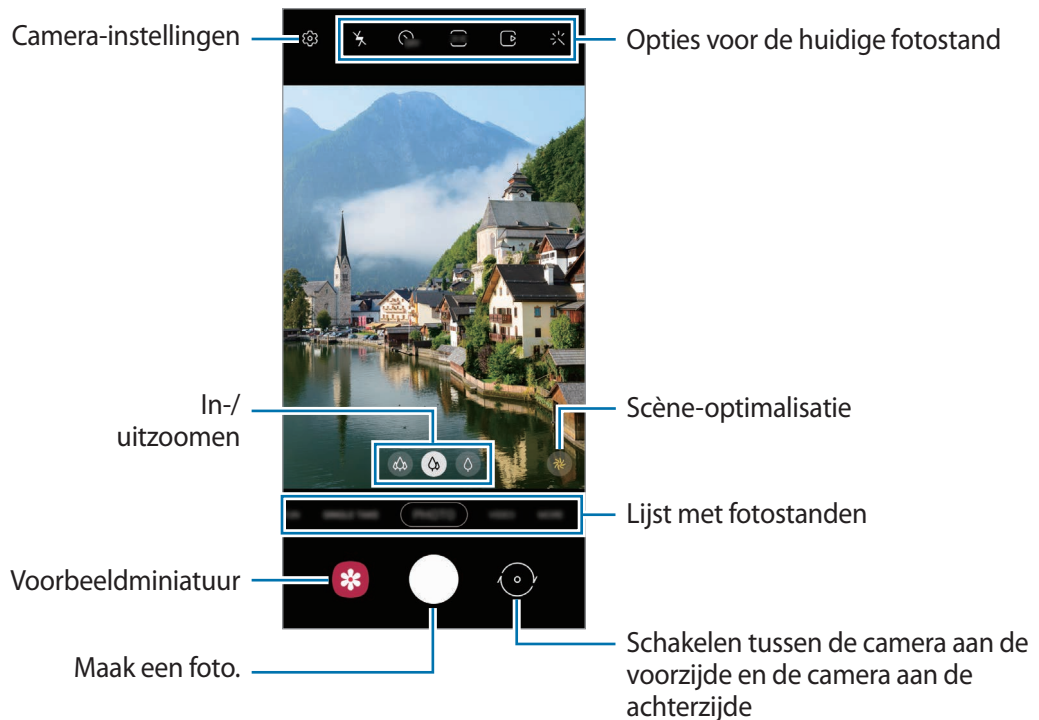 Camera-instellingen
Opties voor de huidige fotostand
In-/
uitzoomen
Scène-optimalisatie
PHOTO
Lijst met fotostanden
Voorbeeldminiatuur
Maak een foto.
Schakelen tussen de camera aan de
voorzijde en de camera aan de
achterzijde